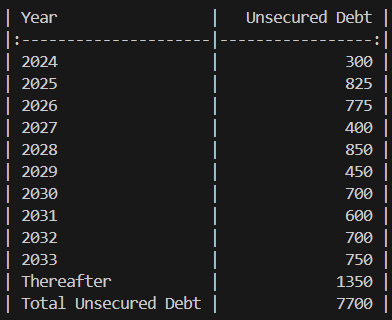 | Year                | Unsecured Debt |
|:--------------------|----------------:|
| 2024 | 300 |
| 2025 | 825 |
| 2026 | 775 |
| 2027 | 400 |
| 2028 | 850 |
| 2029 | 450 |
| 2030 | 700 |
| 2031 | 600 |
| 2032 | 700 |
| 2033 | 750 |
| Thereafter | 1350 |
| Total Unsecured Debt | 7700 |